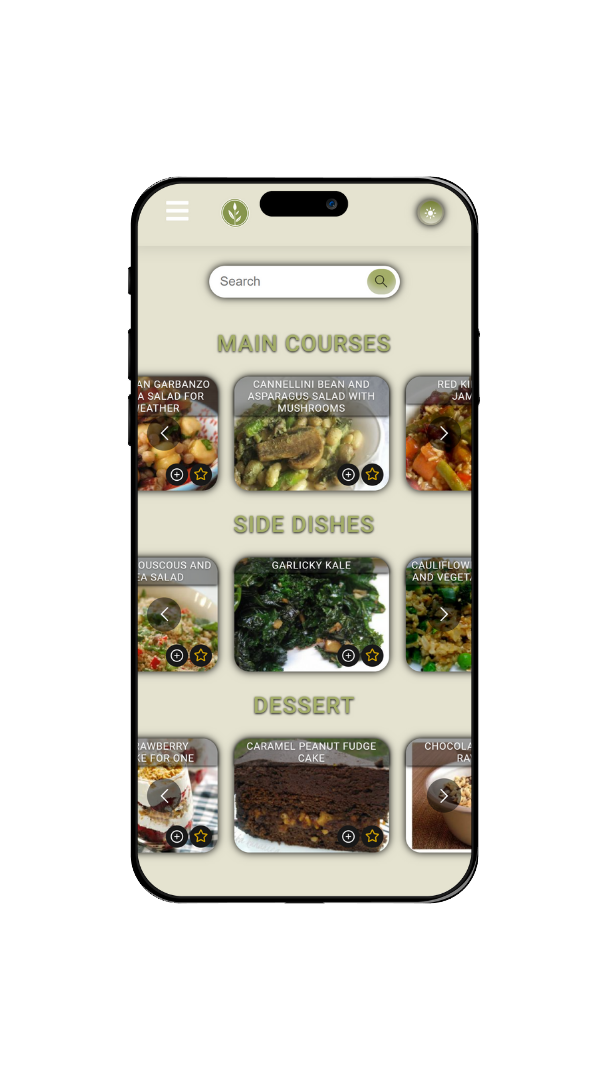 Search
MAIN COURSES
AN GARBANZO
A SALAD FOR
EATHER
CANNELLINI BEAN AND
ASPARAGUS SALAD WITH
MUSHROOMS
RED KI
JAM
SIDE DISHES
OUSCOUS AND
EA SALAD
GARLICKY KALE
CAULIFLOW
AND VEGET
DESSERT
RAWBERRY
KE FOR ONE
CARAMEL PEANUT FUDGE
CAKE
CHOCOLA
RA